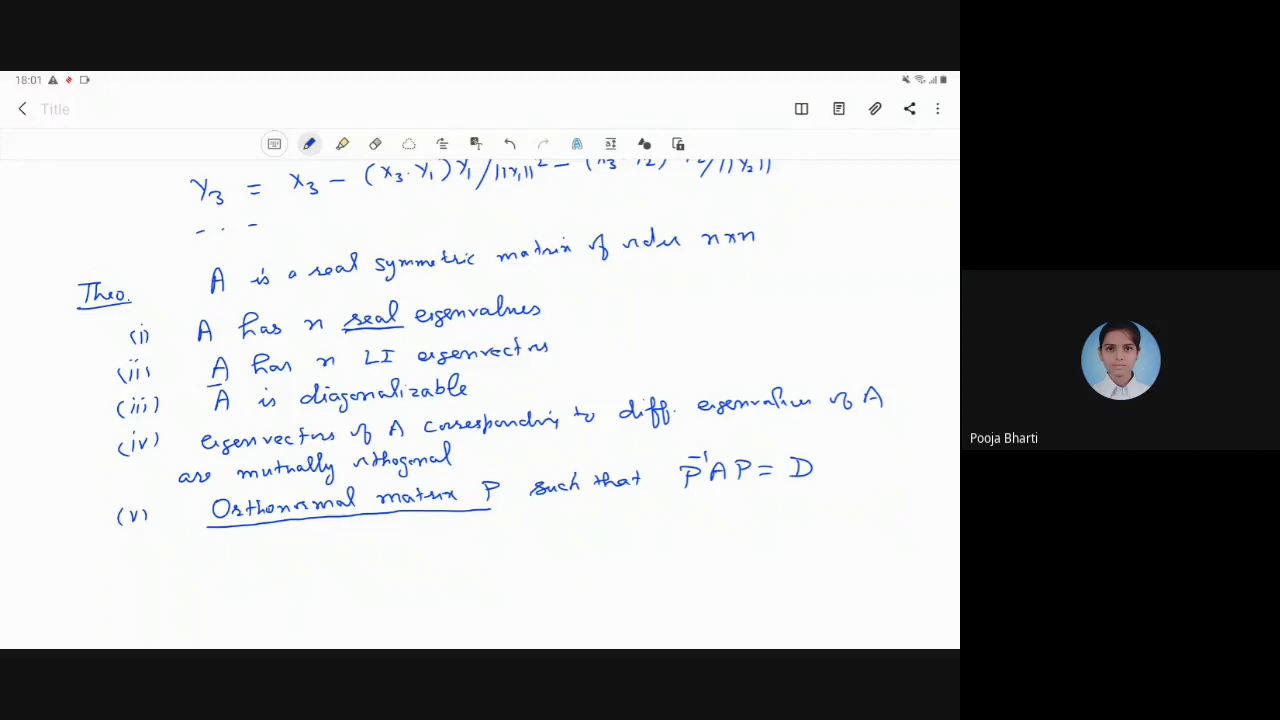 18:01
Title
Y3 = X3 - (X3.Y1)Y1/||Y1||2 -
- . . -
Theo. A is a real symmetric matrix of order n×n
(i) A has n real eigenvalues
(ii) A has n LI eigenvectors
(iii) A is diagonalizable
(iv) eigenvectors of A corresponding to diff. eigenvalues of A
are mutually orthogonal
(v) Orthonormal matrix P such that P-1AP = D
Pooja Bharti